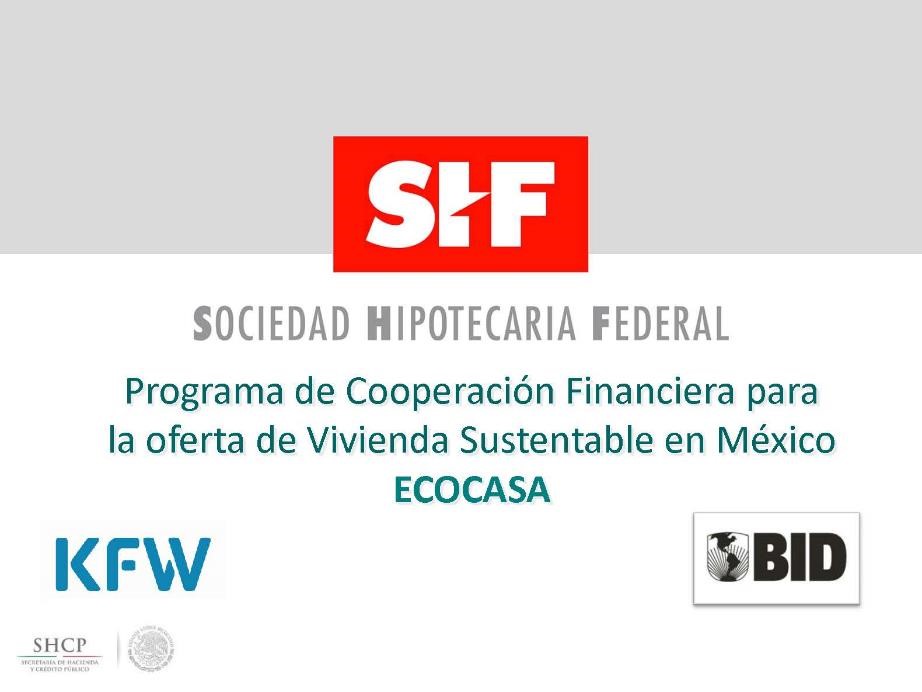 SHF
SOCIEDAD HIPOTECARIA FEDERAL
Programa de Cooperación Financiera para
la oferta de Vivienda Sustentable en México
ECOCASA
KFW
BID
SHCP
SECRETARÍA DE HACIENDA
Y CRÉDITO PÚBLICO